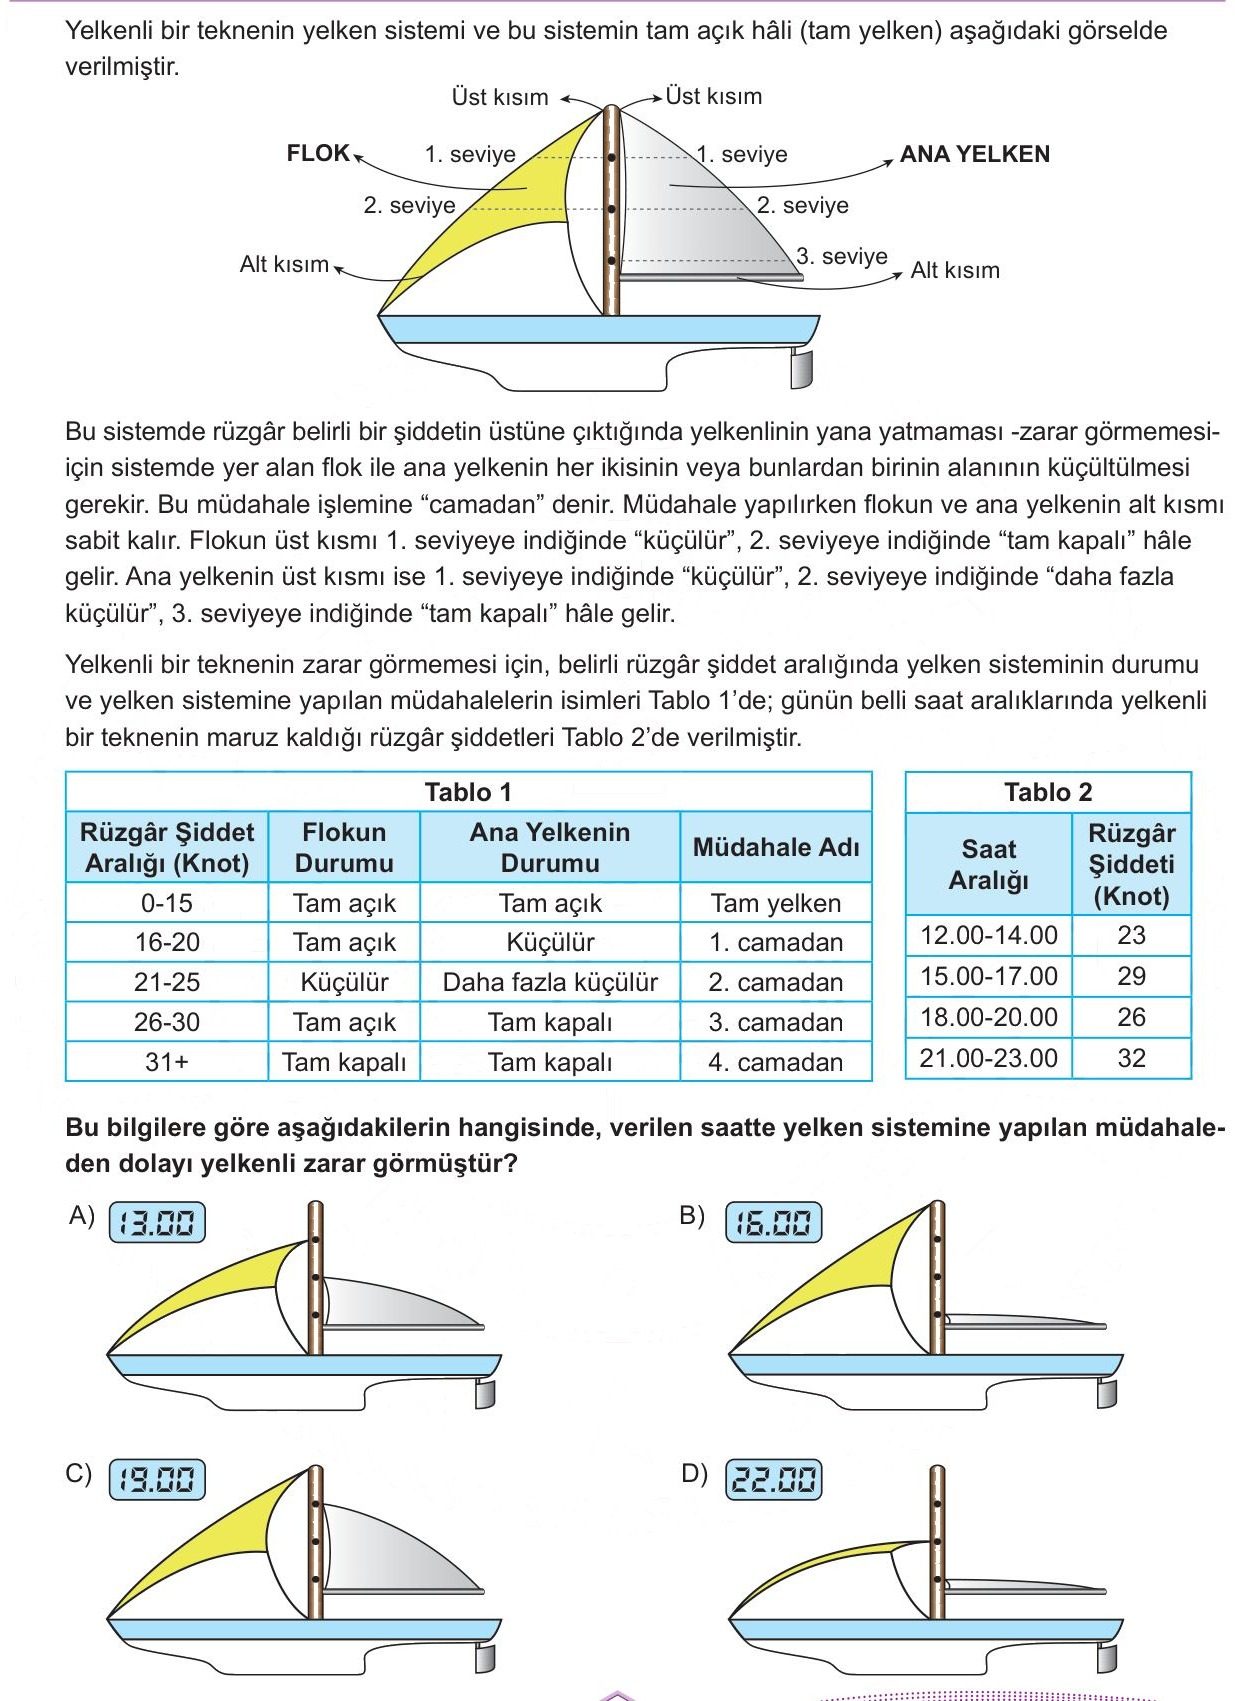 Yelkenli bir teknenin yelken sistemi ve bu sistemin tam açık hâli (tam yelken) aşağıdaki görselde
verilmiştir.
Üst kısım
Üst kısım
FLOK
1. seviye
1. seviye
ANA YELKEN
2. seviye
2. seviye
Alt kısım
3. seviye
Alt kısım
Bu sistemde rüzgâr belirli bir şiddetin üstüne çıktığında yelkenlinin yana yatmaması -zarar görmemesi-
için sistemde yer alan flok ile ana yelkenin her ikisinin veya bunlardan birinin alanının küçültülmesi
gerekir. Bu müdahale işlemine “camadan” denir. Müdahale yapılırken flokun ve ana yelkenin alt kısmı
sabit kalır. Flokun üst kısmı 1. seviyeye indiğinde “küçülür”, 2. seviyeye indiğinde “tam kapalı” hâle
gelir. Ana yelkenin üst kısmı ise 1. seviyeye indiğinde “küçülür”, 2. seviyeye indiğinde “daha fazla
küçülür”, 3. seviyeye indiğinde “tam kapalı” hâle gelir.
Yelkenli bir teknenin zarar görmemesi için, belirli rüzgâr şiddet aralığında yelken sisteminin durumu
ve yelken sistemine yapılan müdahalelerin isimleri Tablo 1’de; günün belli saat aralıklarında yelkenli
bir teknenin maruz kaldığı rüzgâr şiddetleri Tablo 2’de verilmiştir.
Tablo 1
Rüzgâr Şiddet Aralığı (Knot) Flokun Durumu Ana Yelkenin Durumu Müdahale Adı
0-15 Tam açık Tam açık Tam yelken
16-20 Tam açık Küçülür 1. camadan
21-25 Küçülür Daha fazla küçülür 2. camadan
26-30 Tam açık Tam kapalı 3. camadan
31+ Tam kapalı Tam kapalı 4. camadan
Tablo 2
Saat Aralığı Rüzgâr Şiddeti (Knot)
12.00-14.00 23
15.00-17.00 29
18.00-20.00 26
21.00-23.00 32
Bu bilgilere göre aşağıdakilerin hangisinde, verilen saatte yelken sistemine yapılan müdahale-
den dolayı yelkenli zarar görmüştür?
A) 13.00
B) 16.00
C) 19.00
D) 22.00